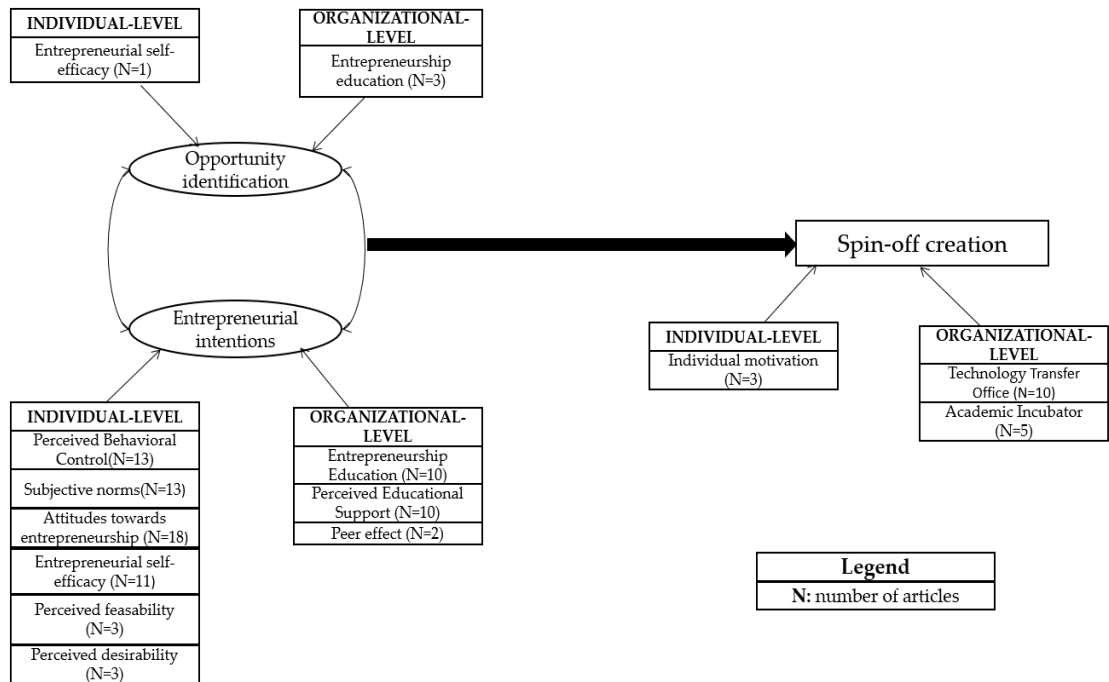 INDIVIDUAL-LEVEL
Entrepreneurial self-
efficacy (N=1)
ORGANIZATIONAL-
LEVEL
Entrepreneurship
education (N=3)
Opportunity
identification
Spin-off creation
Entrepreneurial
intentions
INDIVIDUAL-LEVEL
Individual motivation
(N=3)
ORGANIZATIONAL-
LEVEL
Technology Transfer
Office (N=10)
Academic Incubator
(N=5)
INDIVIDUAL-LEVEL
Perceived Behavioral
Control(N=13)
Subjective norms(N=13)
Attitudes towards
entrepreneurship (N=18)
Entrepreneurial self-
efficacy (N=11)
Perceived feasability
(N=3)
Perceived desirability
(N=3)
ORGANIZATIONAL-
LEVEL
Entrepreneurship
Education (N=10)
Perceived Educational
Support (N=10)
Peer effect (N=2)
Legend
N: number of articles